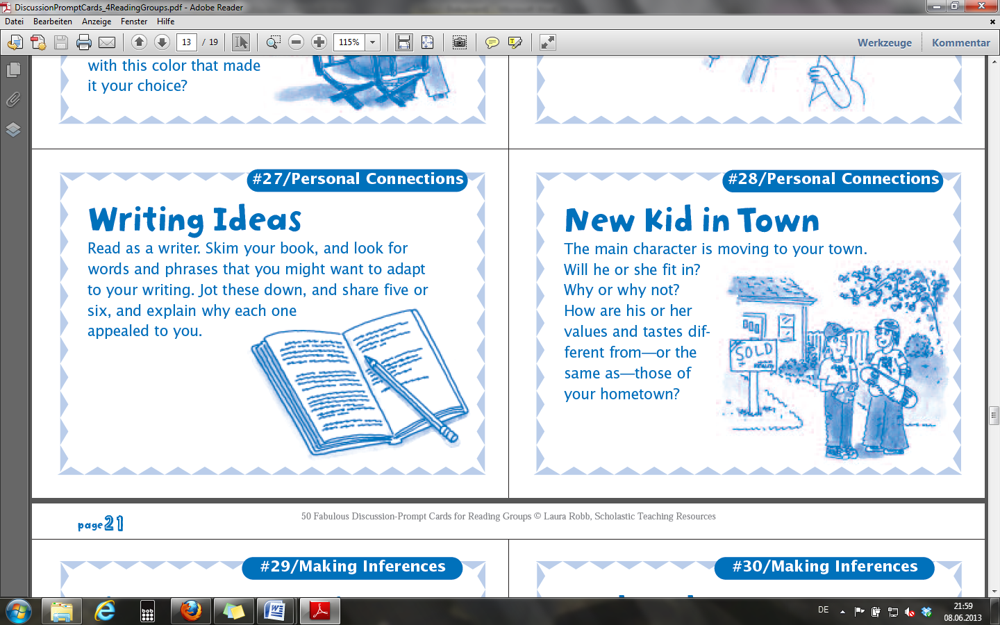 DiscussionPromptCards_4ReadingGroups.pdf - Adobe Reader
Datei Bearbeiten Anzeige Fenster Hilfe
13 / 19 115% Werkzeuge Kommentar
with this color that made
it your choice?
#27/Personal Connections
Writing Ideas
Read as a writer. Skim your book, and look for
words and phrases that you might want to adapt
to your writing. Jot these down, and share five or
six, and explain why each one
appealed to you.
#28/Personal Connections
New Kid in Town
The main character is moving to your town.
Will he or she fit in?
Why or why not?
How are his or her
values and tastes dif-
ferent from—or the
same as—those of
your hometown?
SOLD
REALTY
page 21
50 Fabulous Discussion-Prompt Cards for Reading Groups © Laura Robb, Scholastic Teaching Resources
#29/Making Inferences
#30/Making Inferences
bob
DE
21:59
08.06.2013